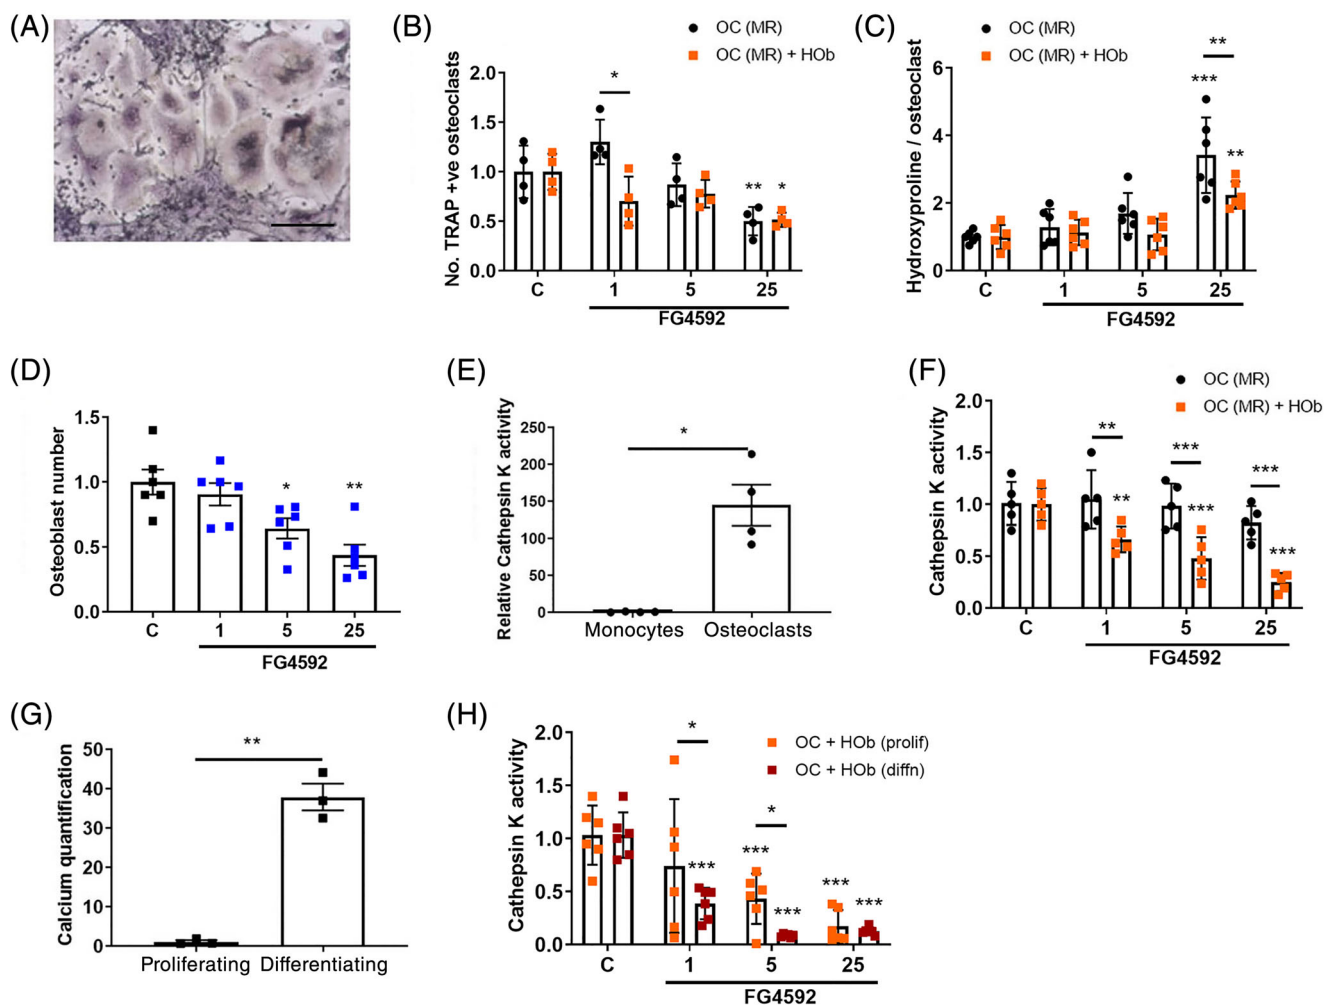 (A)
(B)
OC (MR)
OC (MR) + HOb
No. TRAP +ve osteoclasts
2.0
1.5
1.0
0.5
0.0
*
**
*
C
1
5
25
FG4592
(C)
OC (MR)
OC (MR) + HOb
Hydroxyproline / osteoclast
6
4
2
0
**
***
**
C
1
5
25
FG4592
(D)
Osteoblast number
1.5
1.0
0.5
0.0
*
**
C
1
5
25
FG4592
(E)
Relative Cathepsin K activity
250
200
150
100
50
0
*
Monocytes
Osteoclasts
(F)
OC (MR)
OC (MR) + HOb
Cathepsin K activity
2.0
1.5
1.0
0.5
0.0
**
**
***
***
***
***
C
1
5
25
FG4592
(G)
Calcium quantification
50
40
30
20
10
0
**
Proliferating
Differentiating
(H)
OC + HOb (prolif)
OC + HOb (diffn)
Cathepsin K activity
2.0
1.5
1.0
0.5
0.0
*
***
*
***
***
***
***
C
1
5
25
FG4592